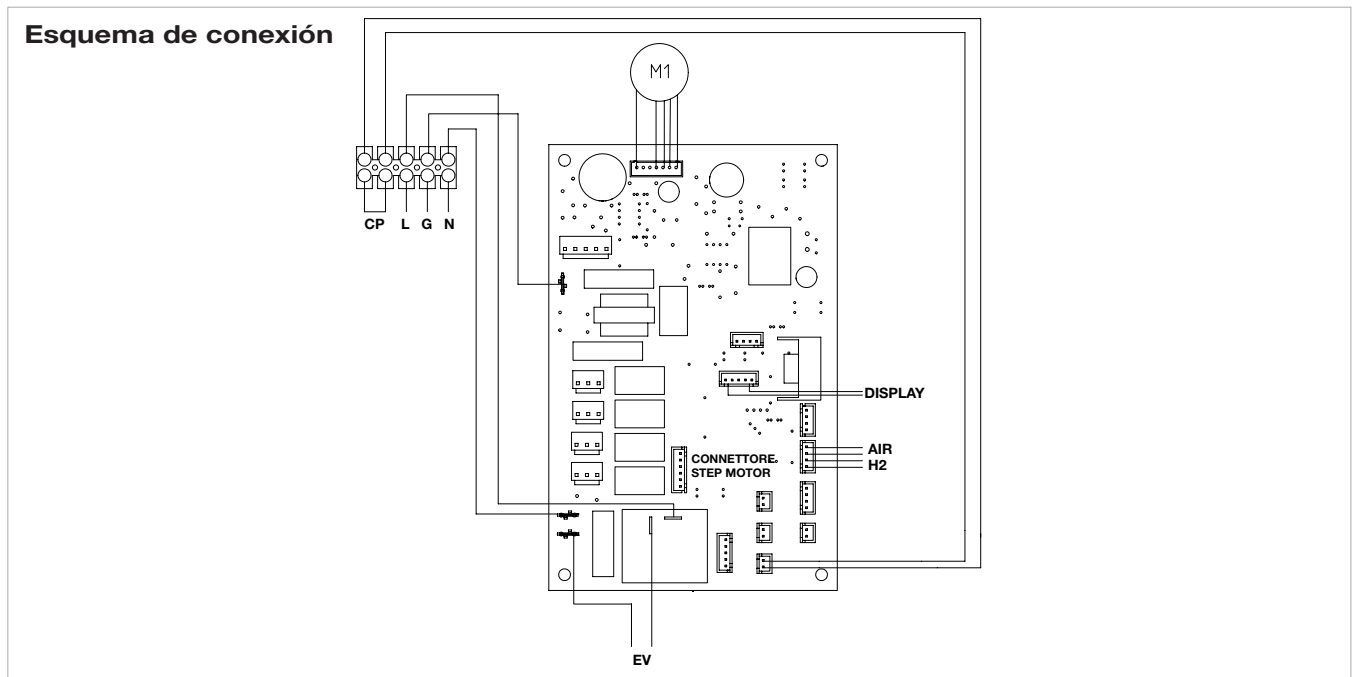 Esquema de conexión
M1
CP L G N
DISPLAY
AIR
H2
CONNETTORE
STEP MOTOR
EV